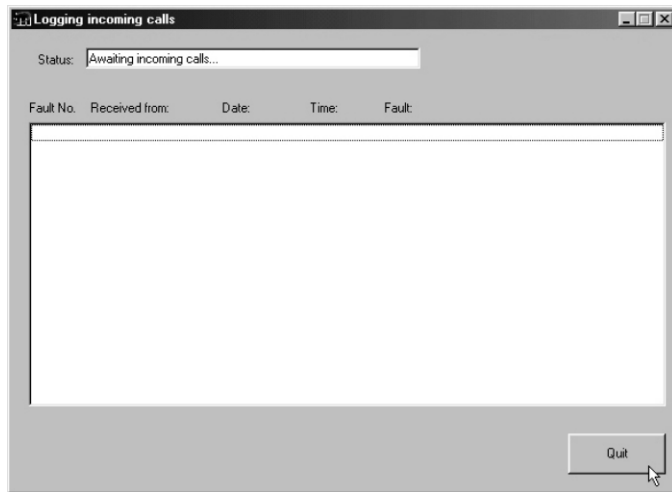 Logging incoming calls
Status: Awaiting incoming calls...
Fault No. Received from: Date: Time: Fault:
Quit